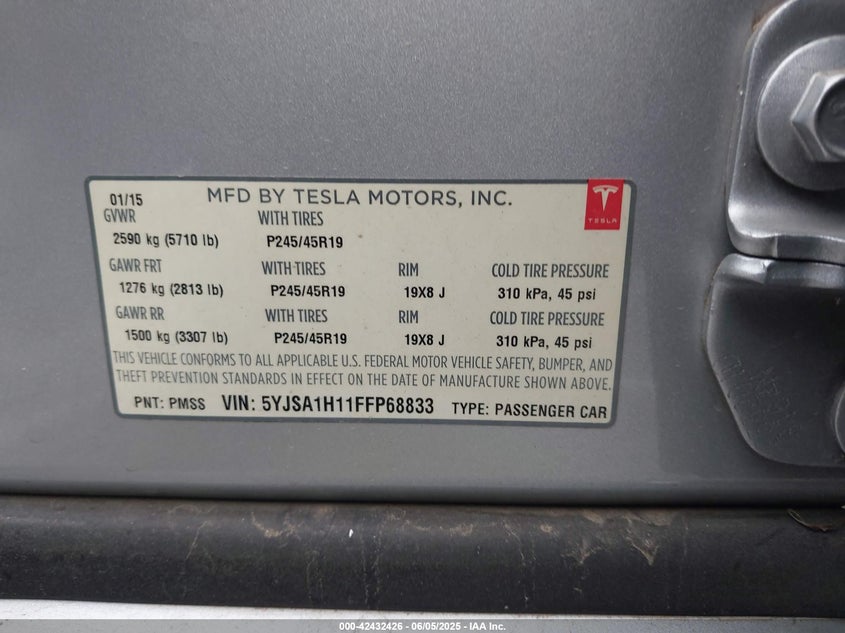 01/15 MFD BY TESLA MOTORS, INC.
TESLA
GVWR WITH TIRES
2590 kg (5710 lb) P245/45R19
GAWR FRT WITH TIRES RIM COLD TIRE PRESSURE
1276 kg (2813 lb) P245/45R19 19X8 J 310 kPa, 45 psi
GAWR RR WITH TIRES RIM COLD TIRE PRESSURE
1500 kg (3307 lb) P245/45R19 19X8 J 310 kPa, 45 psi
THIS VEHICLE CONFORMS TO ALL APPLICABLE U.S. FEDERAL MOTOR VEHICLE SAFETY, BUMPER, AND
THEFT PREVENTION STANDARDS IN EFFECT ON THE DATE OF MANUFACTURE SHOWN ABOVE.
PNT: PMSS VIN: 5YJSA1H11FFP68833 TYPE: PASSENGER CAR
000-42432426 - 06/05/2025 - IAA Inc.